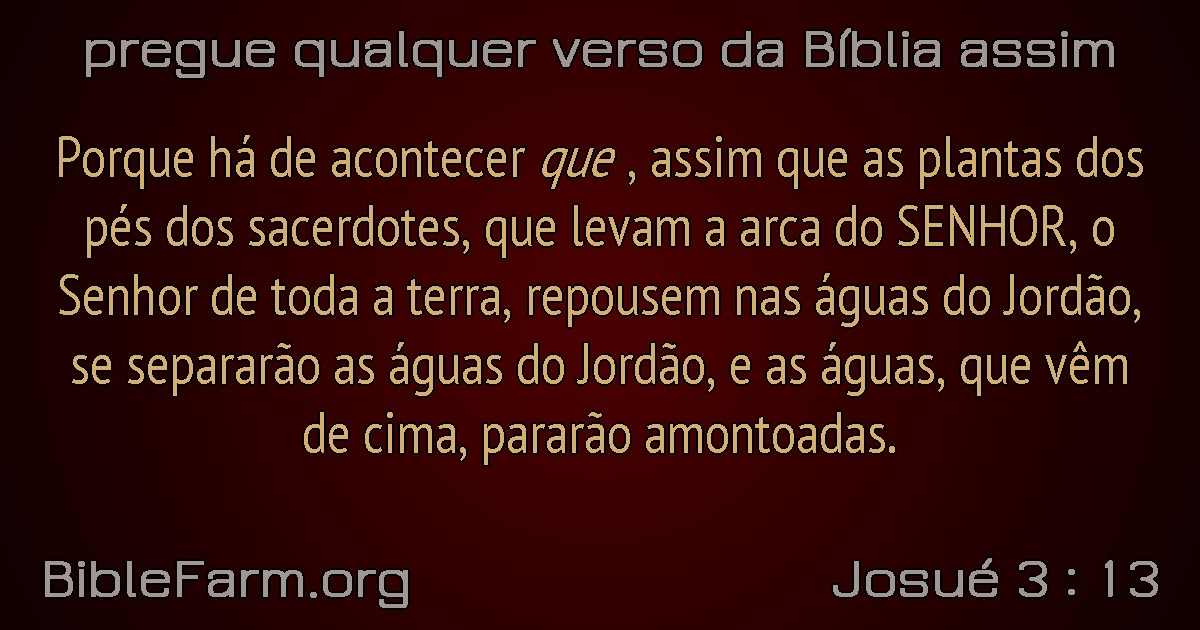 pregue qualquer verso da Bíblia assim
Porque há de acontecer que , assim que as plantas dos
pés dos sacerdotes, que levam a arca do SENHOR, o
Senhor de toda a terra, repousem nas águas do Jordão,
se separarão as águas do Jordão, e as águas, que vêm
de cima, pararão amontoadas.
BibleFarm.org
Josué 3 : 13